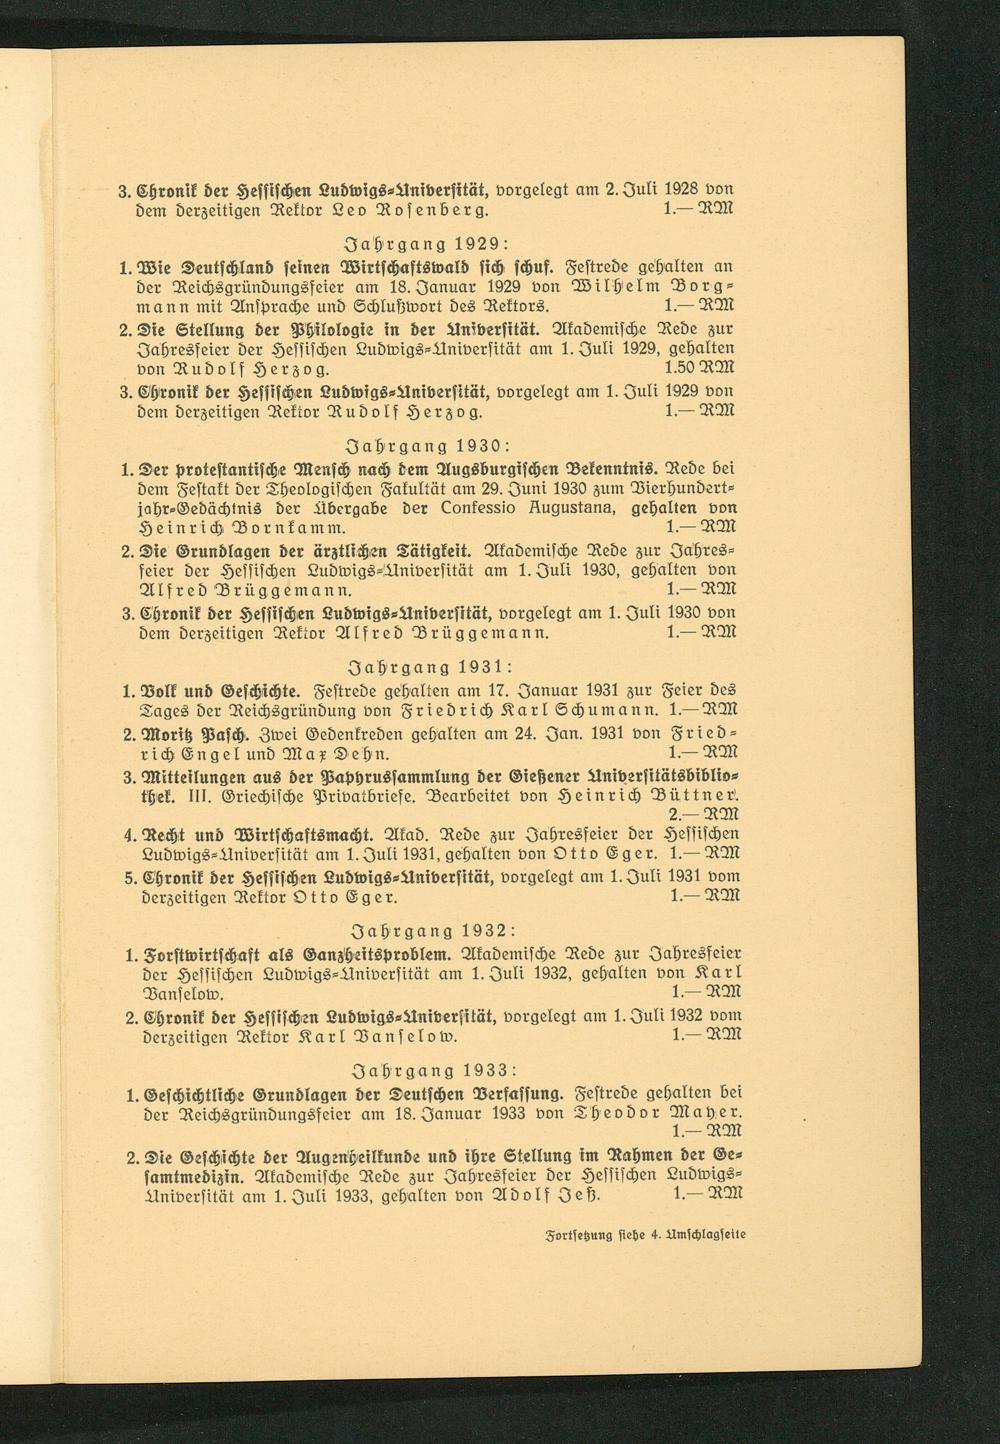 3. Chronik der Hessischen Ludwigs-Universität, vorgelegt am 2. Juli 1928 von
dem derzeitigen Rektor Leo Rosenberg. 1.— RM
Jahrgang 1929:
1. Wie Deutschland seinen Wirtschaftswald sich schuf. Festrede gehalten an
der Reichsgründungsfeier am 18. Januar 1929 von Wilhelm Borg-
mann mit Ansprache und Schlußwort des Rektors. 1.— RM
2. Die Stellung der Philologie in der Universität. Akademische Rede zur
Jahresfeier der Hessischen Ludwigs-Universität am 1. Juli 1929, gehalten
von Rudolf Herzog. 1.50 RM
3. Chronik der Hessischen Ludwigs-Universität, vorgelegt am 1. Juli 1929 von
dem derzeitigen Rektor Rudolf Herzog. 1.— RM
Jahrgang 1930:
1. Der protestantische Mensch nach dem Augsburgischen Bekenntnis. Rede bei
dem Festakt der Theologischen Fakultät am 29. Juni 1930 zum Vierhundert-
jahr-Gedächtnis der Übergabe der Confessio Augustana, gehalten von
Heinrich Bornkamm. 1.— RM
2. Die Grundlagen der ärztlichen Tätigkeit. Akademische Rede zur Jahres-
feier der Hessischen Ludwigs-Universität am 1. Juli 1930, gehalten von
Alfred Brüggemann. 1.— RM
3. Chronik der Hessischen Ludwigs-Universität, vorgelegt am 1. Juli 1930 von
dem derzeitigen Rektor Alfred Brüggemann. 1.— RM
Jahrgang 1931:
1. Volk und Geschichte. Festrede gehalten am 17. Januar 1931 zur Feier des
Tages der Reichsgründung von Friedrich Karl Schumann. 1.— RM
2. Moritz Pasch. Zwei Gedenkreden gehalten am 24. Jan. 1931 von Fried-
rich Engel und Max Dehn. 1.— RM
3. Mitteilungen aus der Papyrussammlung der Gießener Universitätsbiblio-
thek. III. Griechische Privatbriefe. Bearbeitet von Heinrich Büttner.
2.— RM
4. Recht und Wirtschaftsmacht. Akad. Rede zur Jahresfeier der Hessischen
Ludwigs-Universität am 1. Juli 1931, gehalten von Otto Eger. 1.— RM
5. Chronik der Hessischen Ludwigs-Universität, vorgelegt am 1. Juli 1931 vom
derzeitigen Rektor Otto Eger. 1.— RM
Jahrgang 1932:
1. Forstwirtschaft als Ganzheitsproblem. Akademische Rede zur Jahresfeier
der Hessischen Ludwigs-Universität am 1. Juli 1932, gehalten von Karl
Vanselow. 1.— RM
2. Chronik der Hessischen Ludwigs-Universität, vorgelegt am 1. Juli 1932 vom
derzeitigen Rektor Karl Vanselow. 1.— RM
Jahrgang 1933:
1. Geschichtliche Grundlagen der Deutschen Verfassung. Festrede gehalten bei
der Reichsgründungsfeier am 18. Januar 1933 von Theodor Mayer.
1.— RM
2. Die Geschichte der Augenheilkunde und ihre Stellung im Rahmen der Ge-
samtmedizin. Akademische Rede zur Jahresfeier der Hessischen Ludwigs-
Universität am 1. Juli 1933, gehalten von Adolf Jeß. 1.— RM
Fortsetzung siehe 4. Umschlagseite